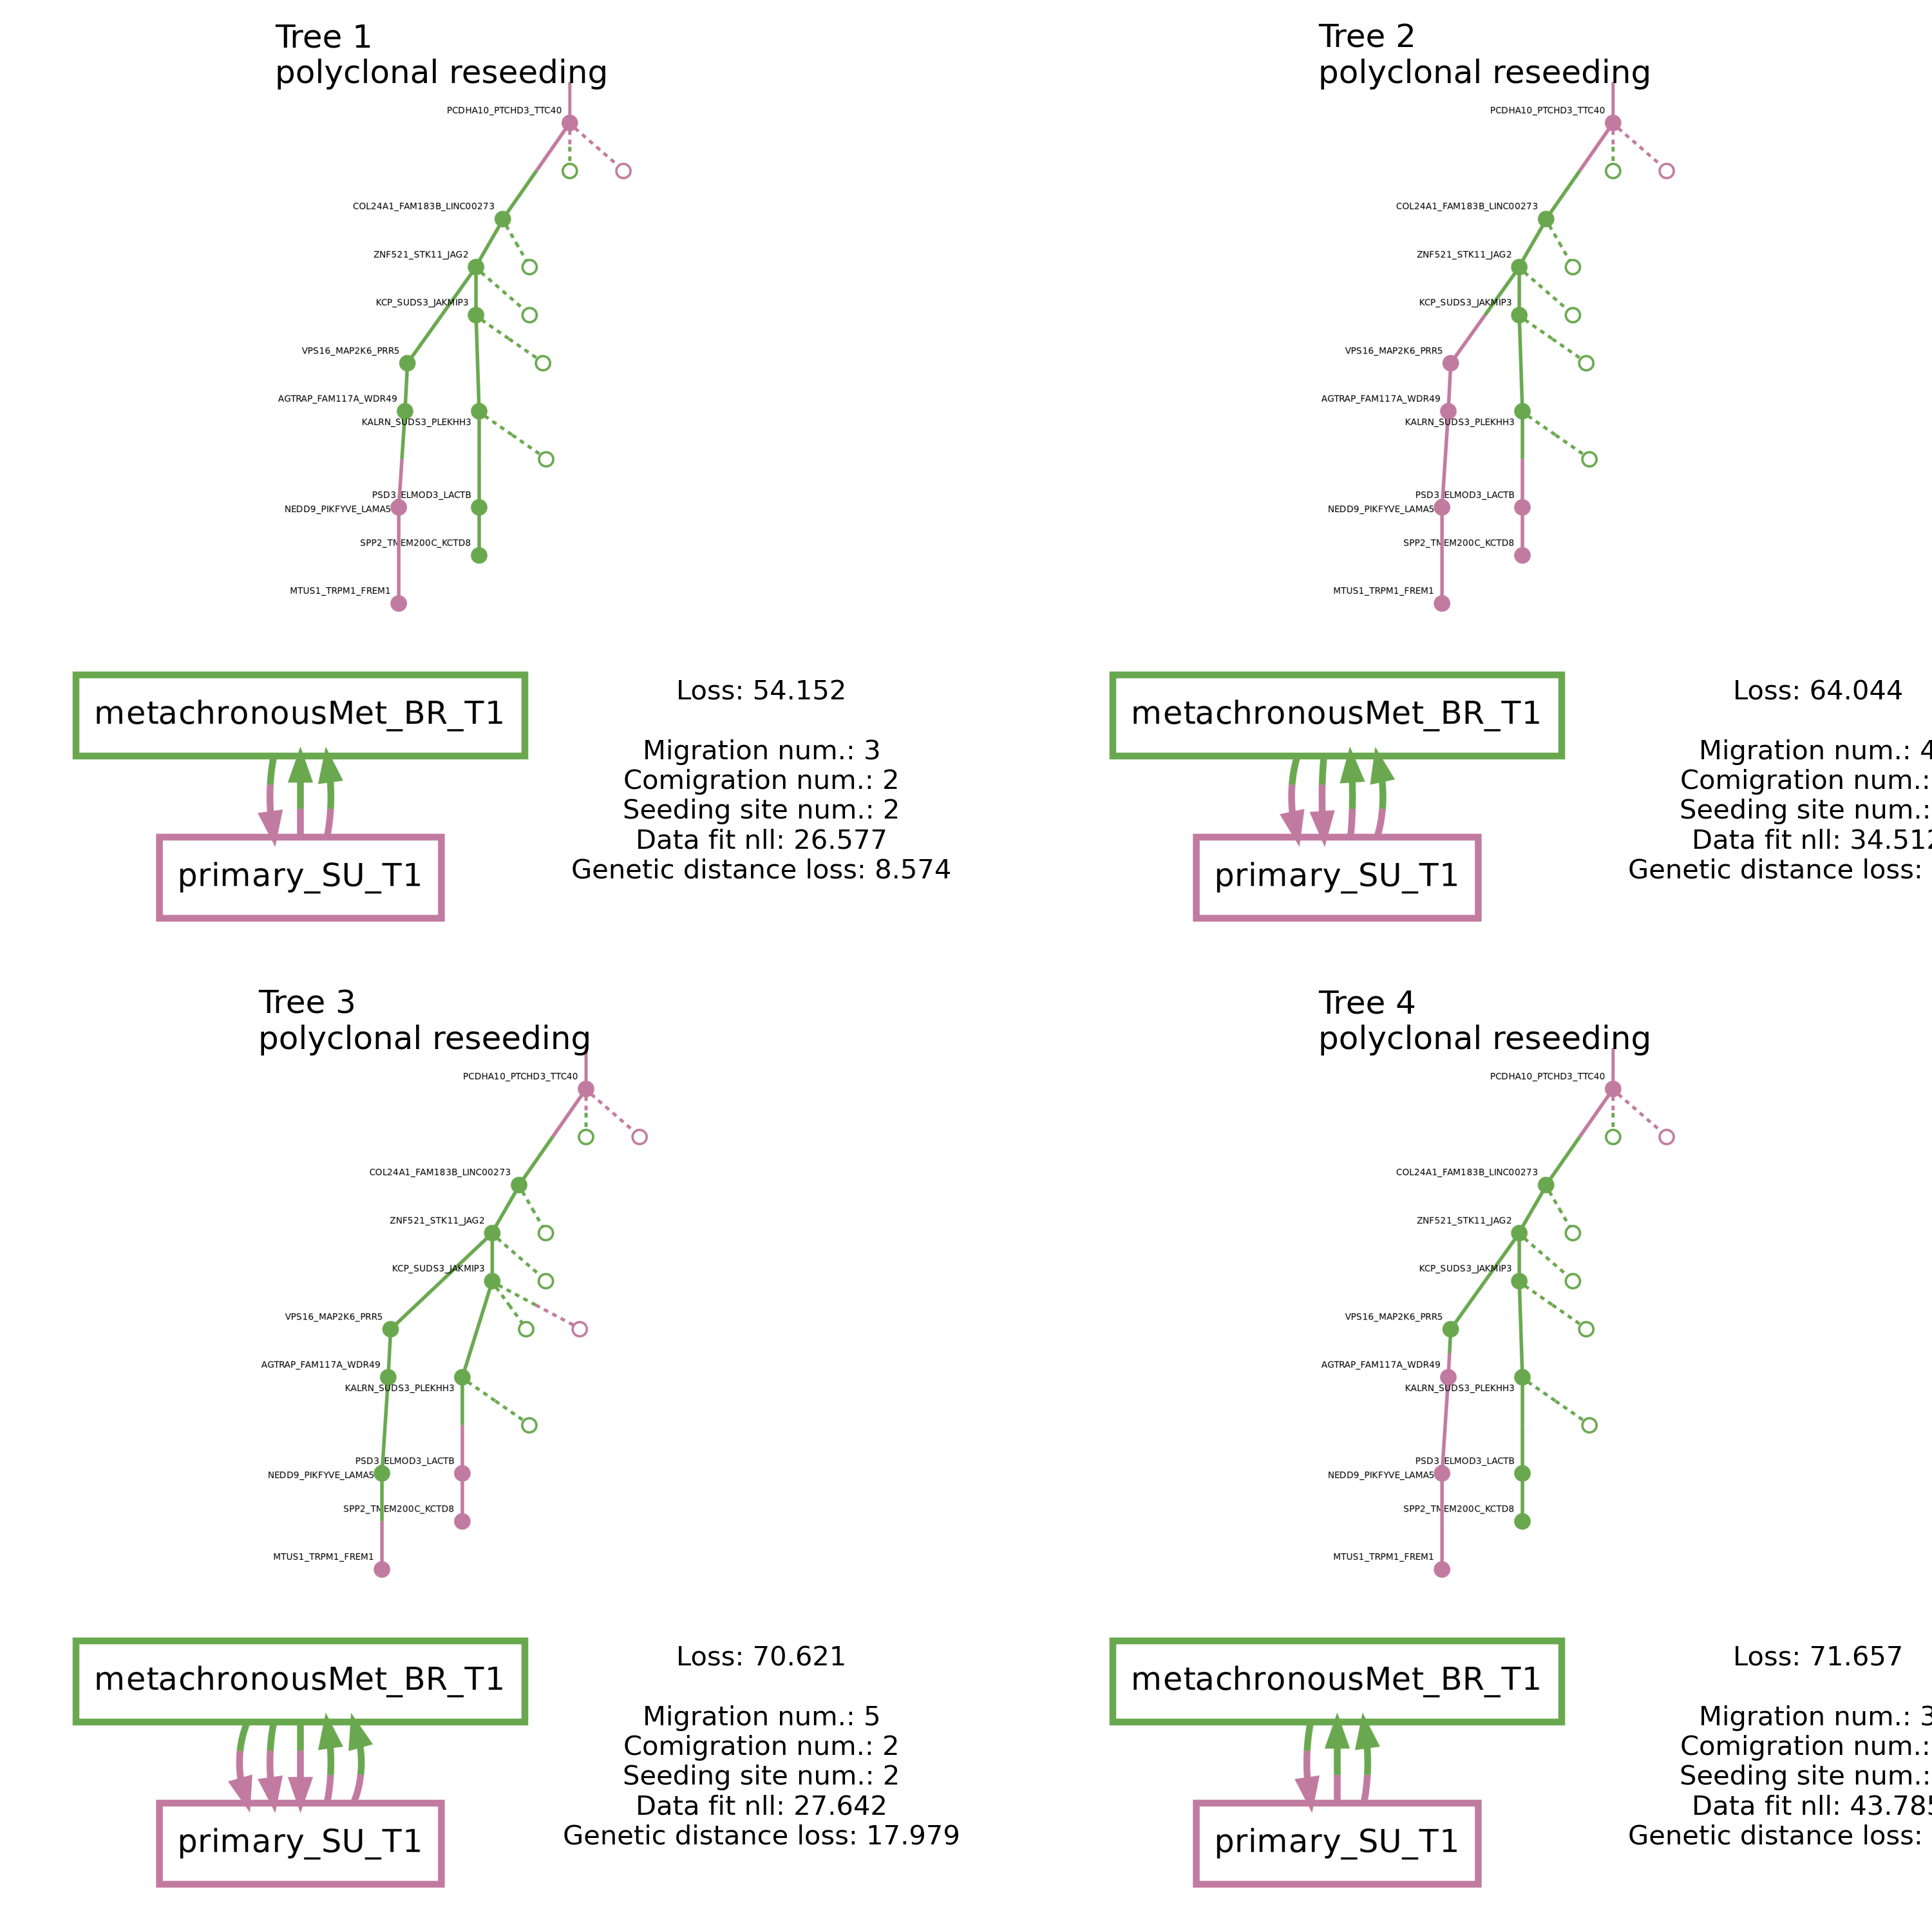 Tree 1
polyclonal reseeding
PCDHA10_PTCHD3_TTC40
COL24A1_FAM183B_LINC00273
ZNF521_STK11_JAG2
KCP_SUDS3_JAKMIP3
VPS16_MAP2K6_PRR5
AGTRAP_FAM117A_WDR49
KALRN_SUDS3_PLEKHH3
PSD3_ELMOD3_LACTB
NEDD9_PIKFYVE_LAMA5
SPP2_TMEM200C_KCTD8
MTUS1_TRPM1_FREM1
metachronousMet_BR_T1
primary_SU_T1
Loss: 54.152
Migration num.: 3
Comigration num.: 2
Seeding site num.: 2
Data fit nll: 26.577
Genetic distance loss: 8.574
Tree 2
polyclonal reseeding
PCDHA10_PTCHD3_TTC40
COL24A1_FAM183B_LINC00273
ZNF521_STK11_JAG2
KCP_SUDS3_JAKMIP3
VPS16_MAP2K6_PRR5
AGTRAP_FAM117A_WDR49
KALRN_SUDS3_PLEKHH3
PSD3_ELMOD3_LACTB
NEDD9_PIKFYVE_LAMA5
SPP2_TMEM200C_KCTD8
MTUS1_TRPM1_FREM1
metachronousMet_BR_T1
primary_SU_T1
Loss: 64.044
Migration num.: 4
Comigration num.:
Seeding site num.:
Data fit nll: 34.512
Genetic distance loss:
Tree 3
polyclonal reseeding
PCDHA10_PTCHD3_TTC40
COL24A1_FAM183B_LINC00273
ZNF521_STK11_JAG2
KCP_SUDS3_JAKMIP3
VPS16_MAP2K6_PRR5
AGTRAP_FAM117A_WDR49
KALRN_SUDS3_PLEKHH3
PSD3_ELMOD3_LACTB
NEDD9_PIKFYVE_LAMA5
SPP2_TMEM200C_KCTD8
MTUS1_TRPM1_FREM1
metachronousMet_BR_T1
primary_SU_T1
Loss: 70.621
Migration num.: 5
Comigration num.: 2
Seeding site num.: 2
Data fit nll: 27.642
Genetic distance loss: 17.979
Tree 4
polyclonal reseeding
PCDHA10_PTCHD3_TTC40
COL24A1_FAM183B_LINC00273
ZNF521_STK11_JAG2
KCP_SUDS3_JAKMIP3
VPS16_MAP2K6_PRR5
AGTRAP_FAM117A_WDR49
KALRN_SUDS3_PLEKHH3
PSD3_ELMOD3_LACTB
NEDD9_PIKFYVE_LAMA5
SPP2_TMEM200C_KCTD8
MTUS1_TRPM1_FREM1
metachronousMet_BR_T1
primary_SU_T1
Loss: 71.657
Migration num.: 3
Comigration num.:
Seeding site num.:
Data fit nll: 43.785
Genetic distance loss: